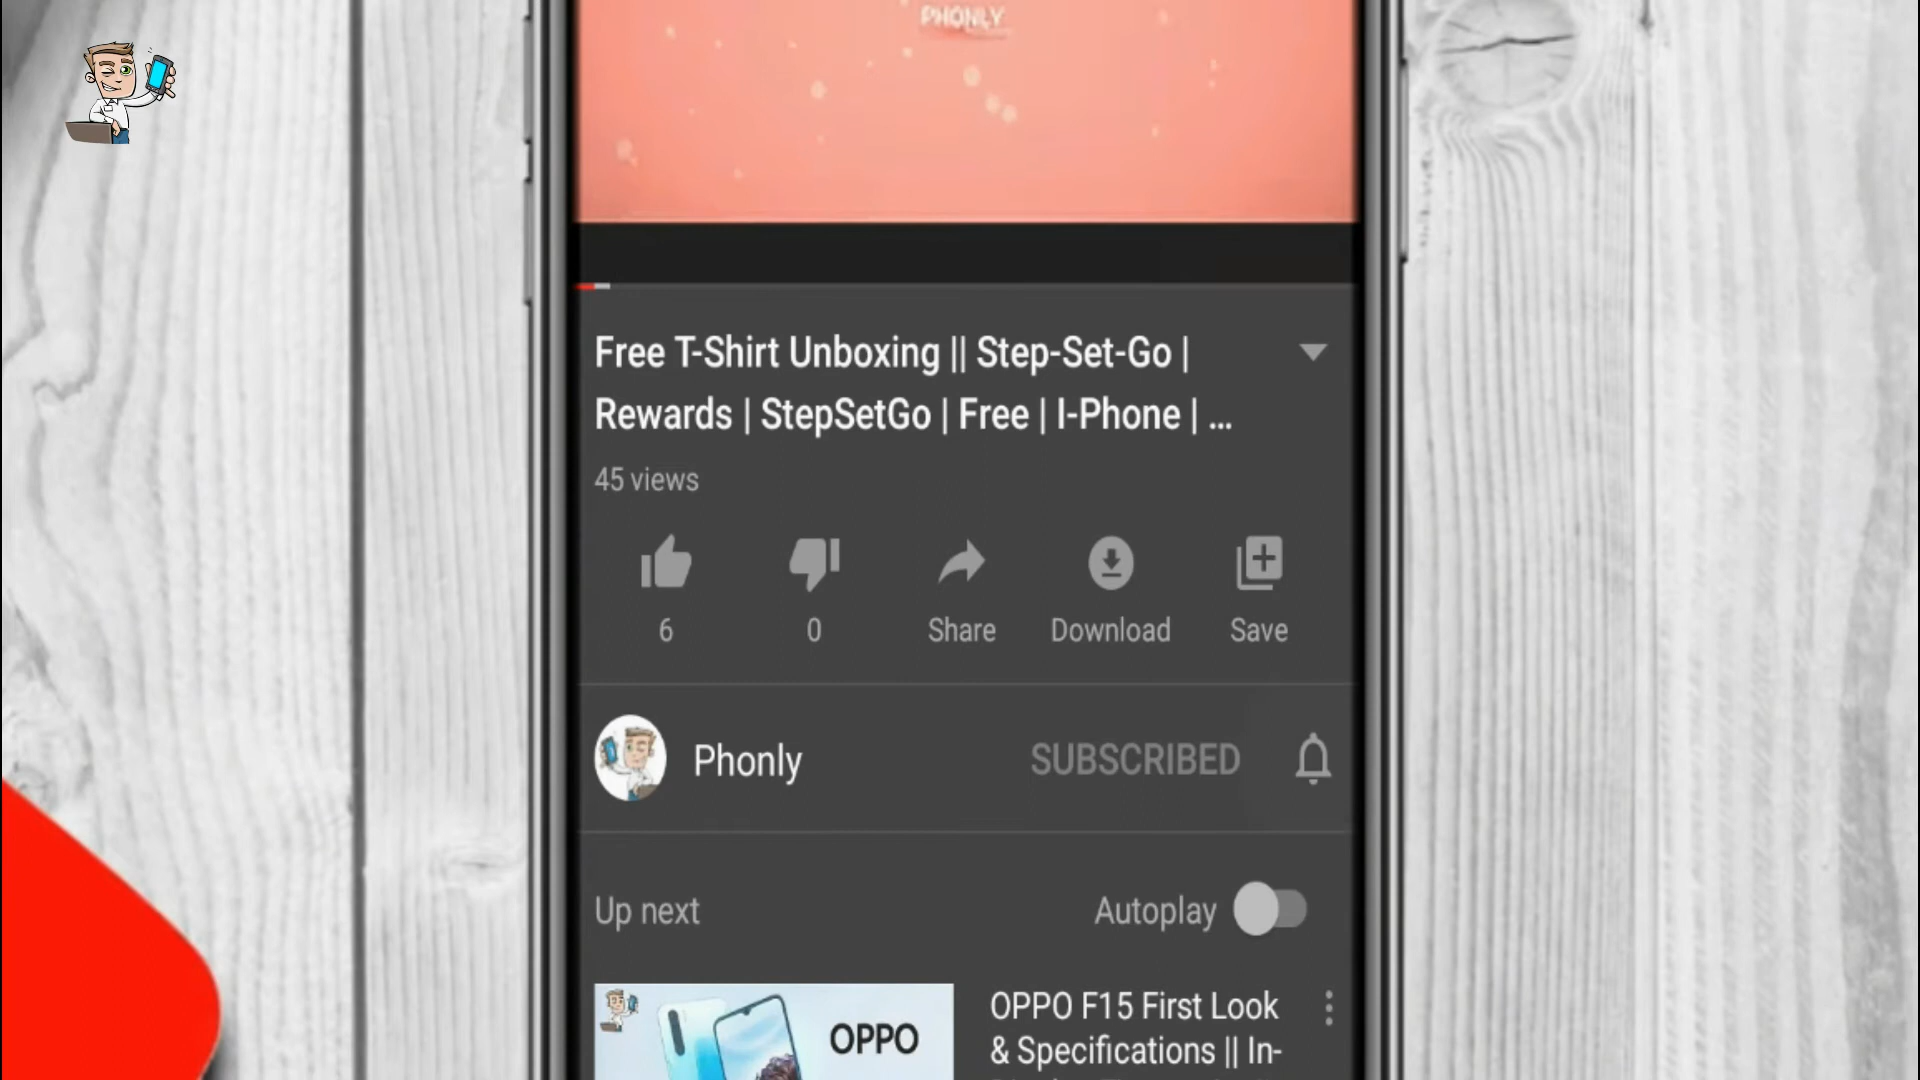 PHONLY
Free T-Shirt Unboxing || Step-Set-Go |
Rewards | StepSetGo | Free | I-Phone | ...
45 views
6
0
Share
Download
Save
Phonly
SUBSCRIBED
Up next
Autoplay
OPPO
OPPO F15 First Look
& Specifications || In-